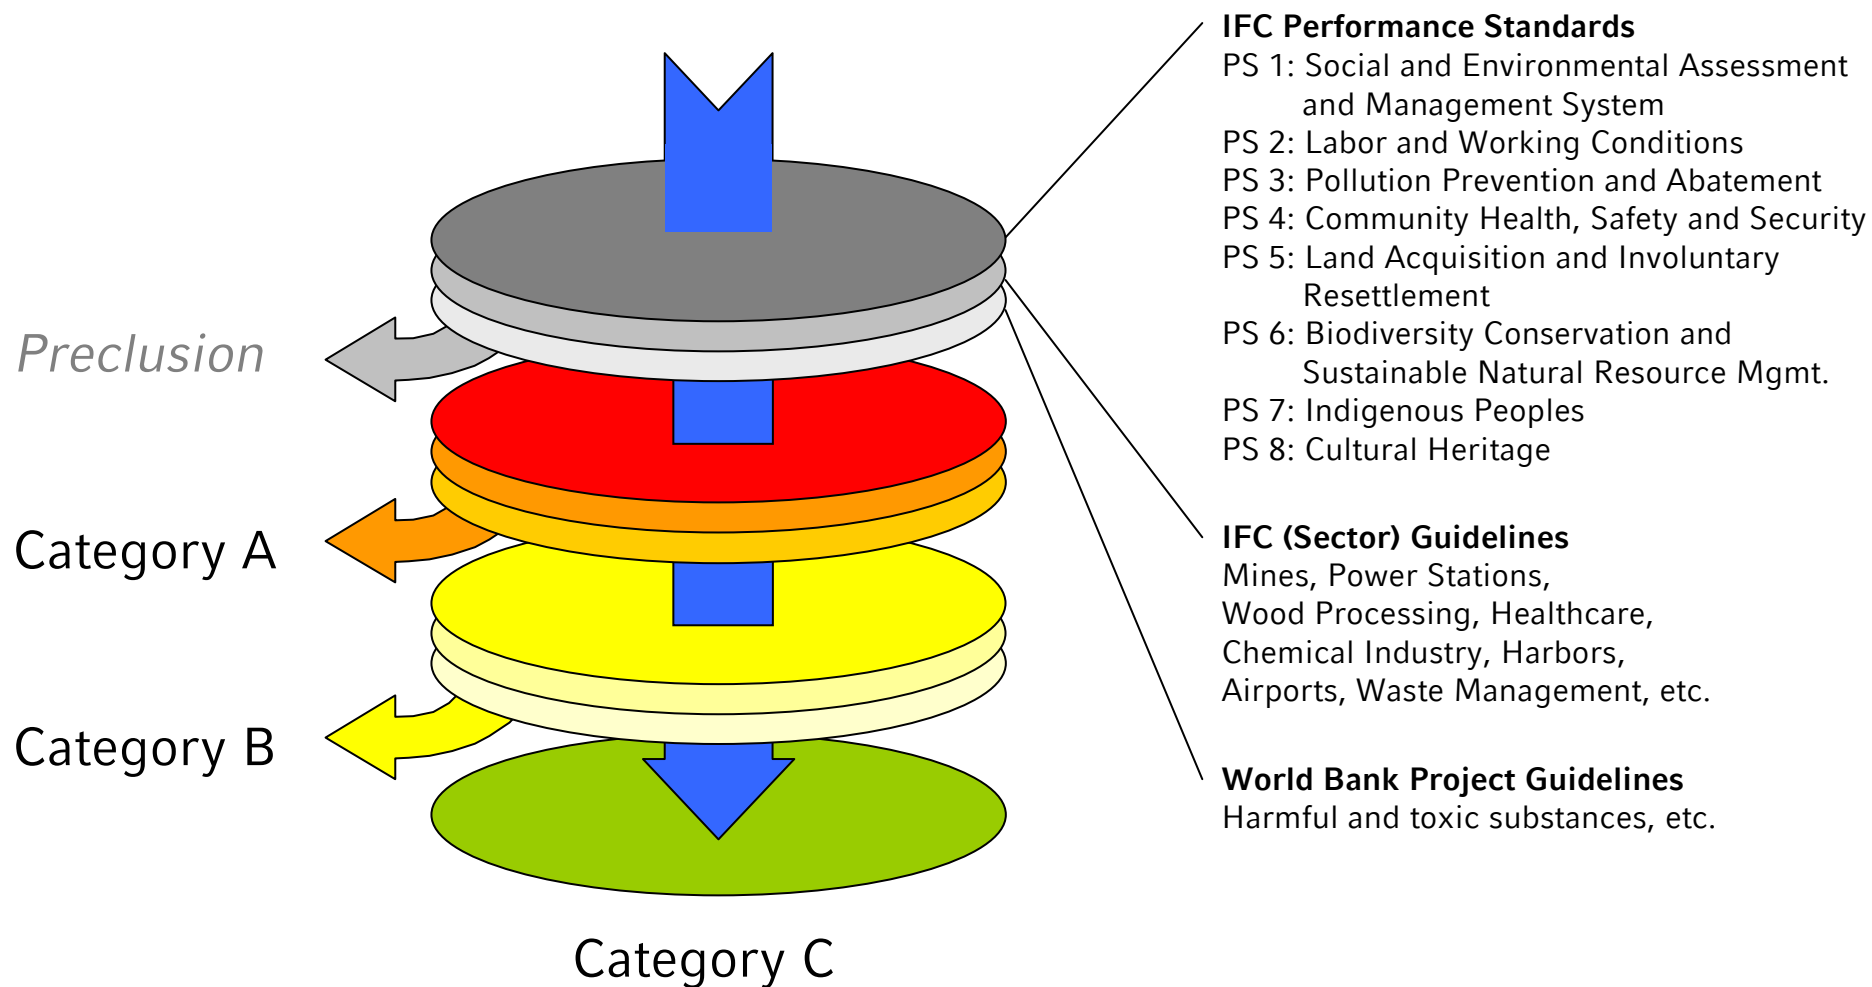 Preclusion
Category A
Category B
Category C
IFC Performance Standards
PS 1: Social and Environmental Assessment
and Management System
PS 2: Labor and Working Conditions
PS 3: Pollution Prevention and Abatement
PS 4: Community Health, Safety and Security
PS 5: Land Acquisition and Involuntary
Resettlement
PS 6: Biodiversity Conservation and
Sustainable Natural Resource Mgmt.
PS 7: Indigenous Peoples
PS 8: Cultural Heritage
IFC (Sector) Guidelines
Mines, Power Stations,
Wood Processing, Healthcare,
Chemical Industry, Harbors,
Airports, Waste Management, etc.
World Bank Project Guidelines
Harmful and toxic substances, etc.